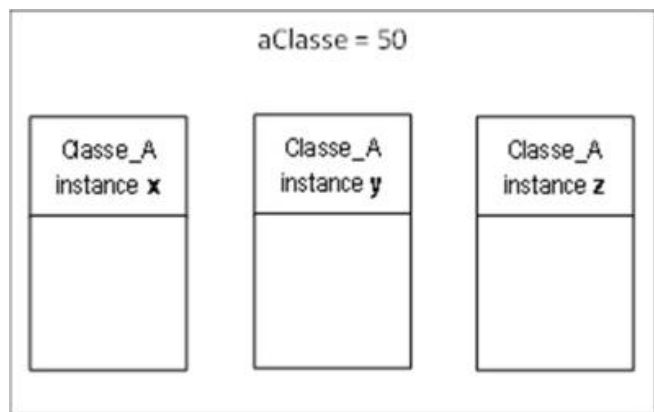 aClasse = 50
Classe_A
instance x
Classe_A
instance y
Classe_A
instance z